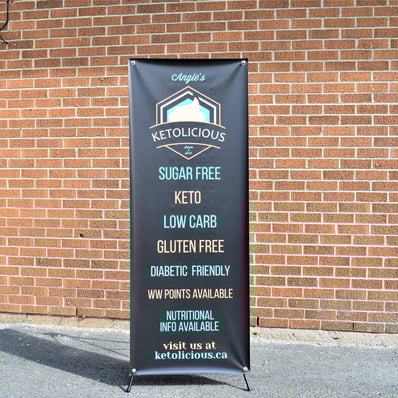 Angie's
KETOLICIOUS
SUGAR FREE
KETO
LOW CARB
GLUTEN FREE
DIABETIC FRIENDLY
WW POINTS AVAILABLE
NUTRITIONAL
INFO AVAILABLE
visit us at
ketolicious.ca